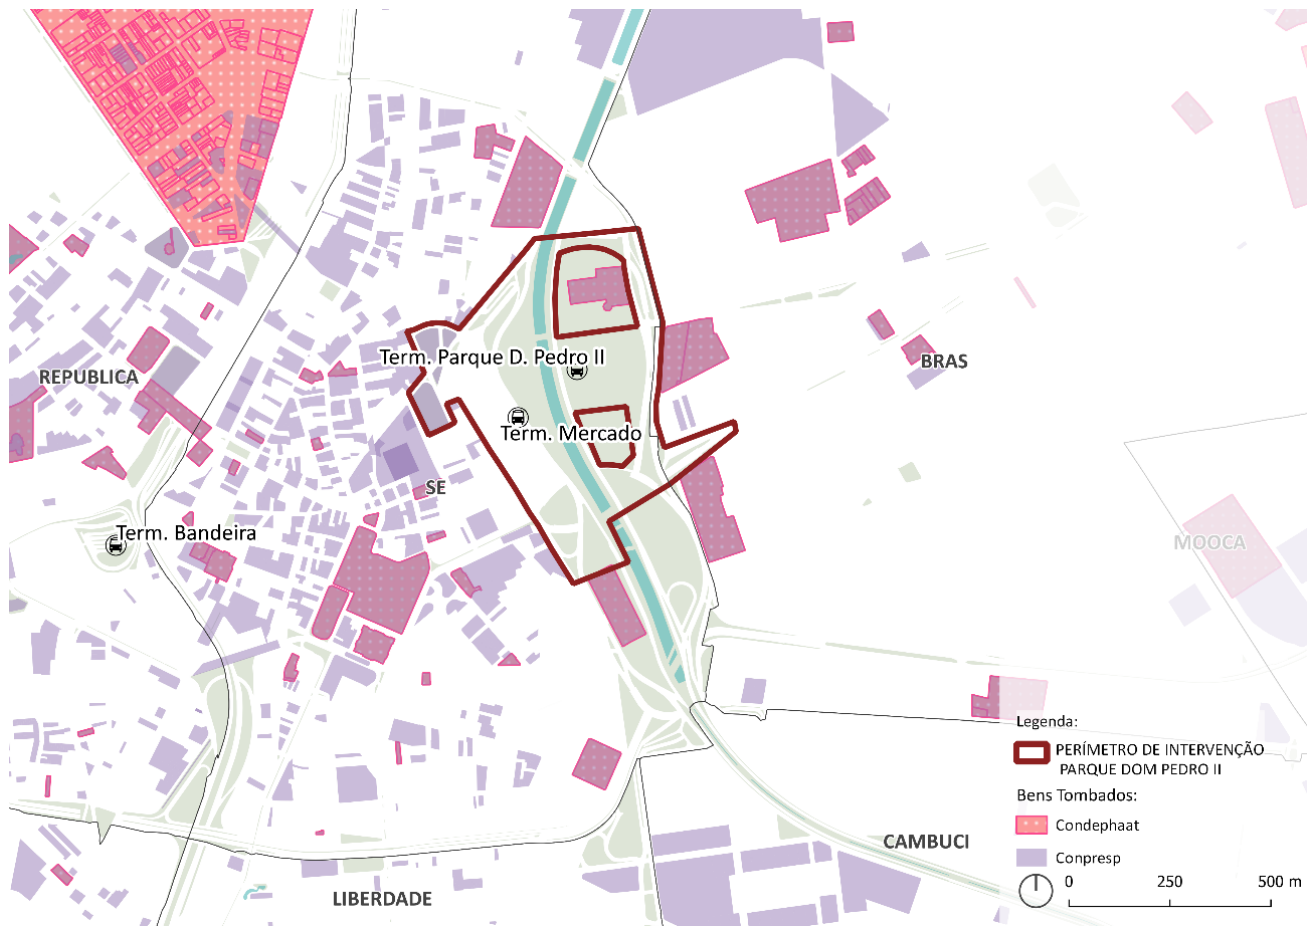 Term. Parque D. Pedro II
REPUBLICA
BRAS
Term. Mercado
SE
Term. Bandeira
MOOCA
Legenda:
PERÍMETRO DE INTERVENÇÃO
PARQUE DOM PEDRO II
Bens Tombados:
Condephaat
CAMBUCI
Conpresp
0 250 500 m
LIBERDADE